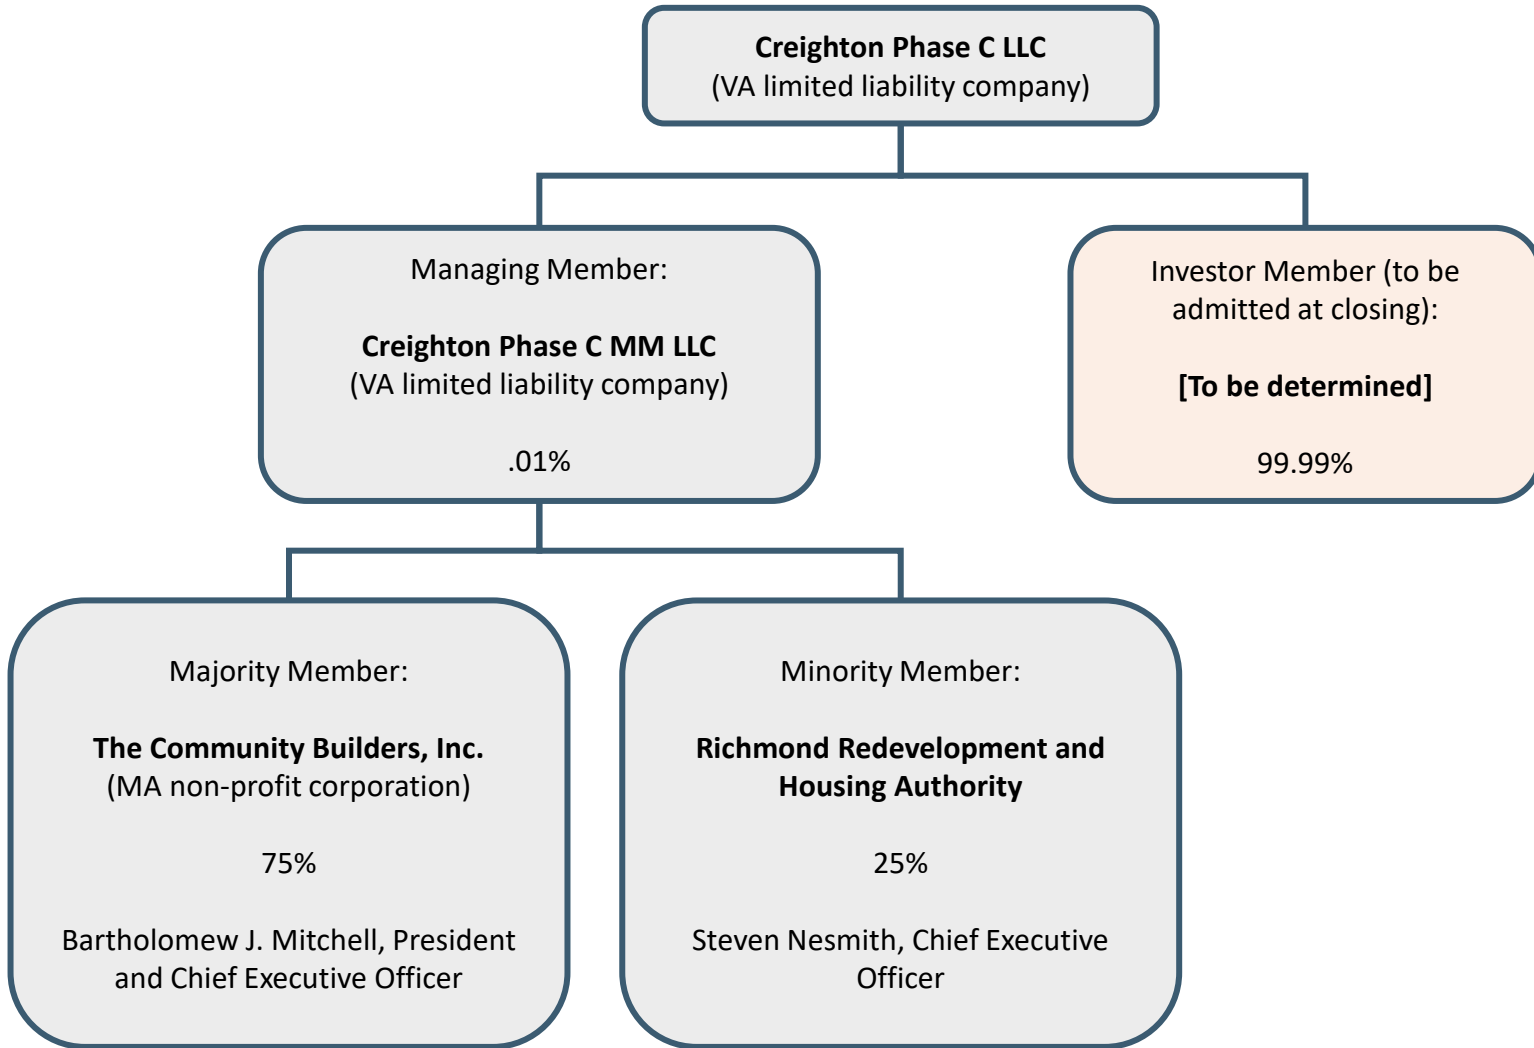 Creighton Phase C LLC
(VA limited liability company)
Managing Member:
Creighton Phase C MM LLC
(VA limited liability company)
.01%
Investor Member (to be
admitted at closing):
[To be determined]
99.99%
Majority Member:
The Community Builders, Inc.
(MA non-profit corporation)
75%
Bartholomew J. Mitchell, President
and Chief Executive Officer
Minority Member:
Richmond Redevelopment and
Housing Authority
25%
Steven Nesmith, Chief Executive
Officer